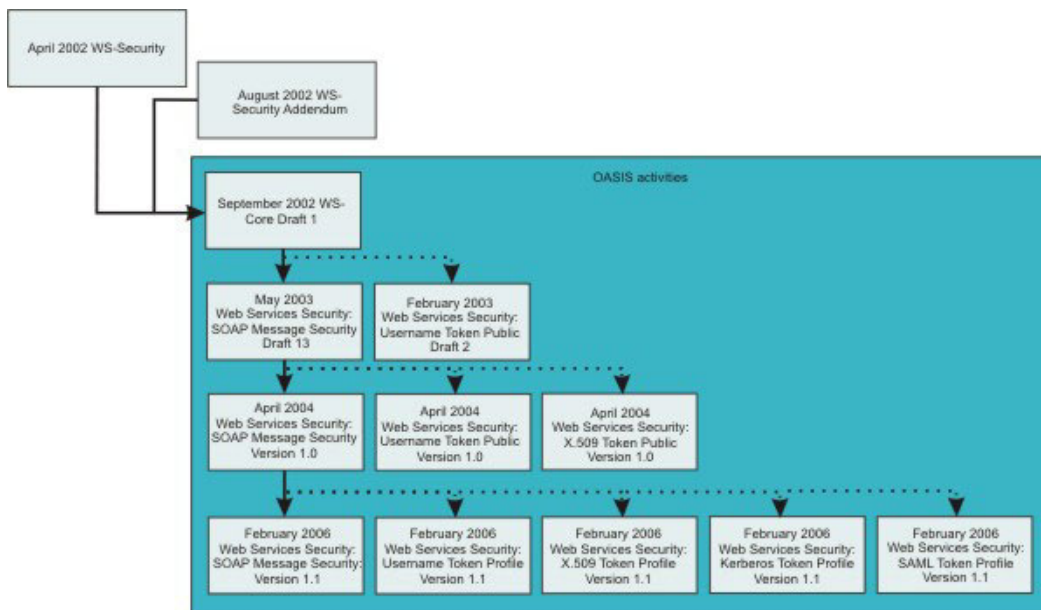 April 2002 WS-Security
August 2002 WS-
Security Addendum
OASIS activities
September 2002 WS-
Core Draft 1
May 2003
Web Services Security:
SOAP Message Security
Draft 13
February 2003
Web Services Security:
Username Token Public
Draft 2
April 2004
Web Services Security:
SOAP Message Security
Version 1.0
April 2004
Web Services Security:
Username Token Public
Version 1.0
April 2004
Web Services Security:
X.509 Token Public
Version 1.0
February 2006
Web Services Security:
SOAP Message Security:
Version 1.1
February 2006
Web Services Security:
Username Token Profile
Version 1.1
February 2006
Web Services Security:
X.509 Token Profile
Version 1.1
February 2006
Web Services Security:
Kerberos Token Profile
Version 1.1
February 2006
Web Services Security:
SAML Token Profile
Version 1.1